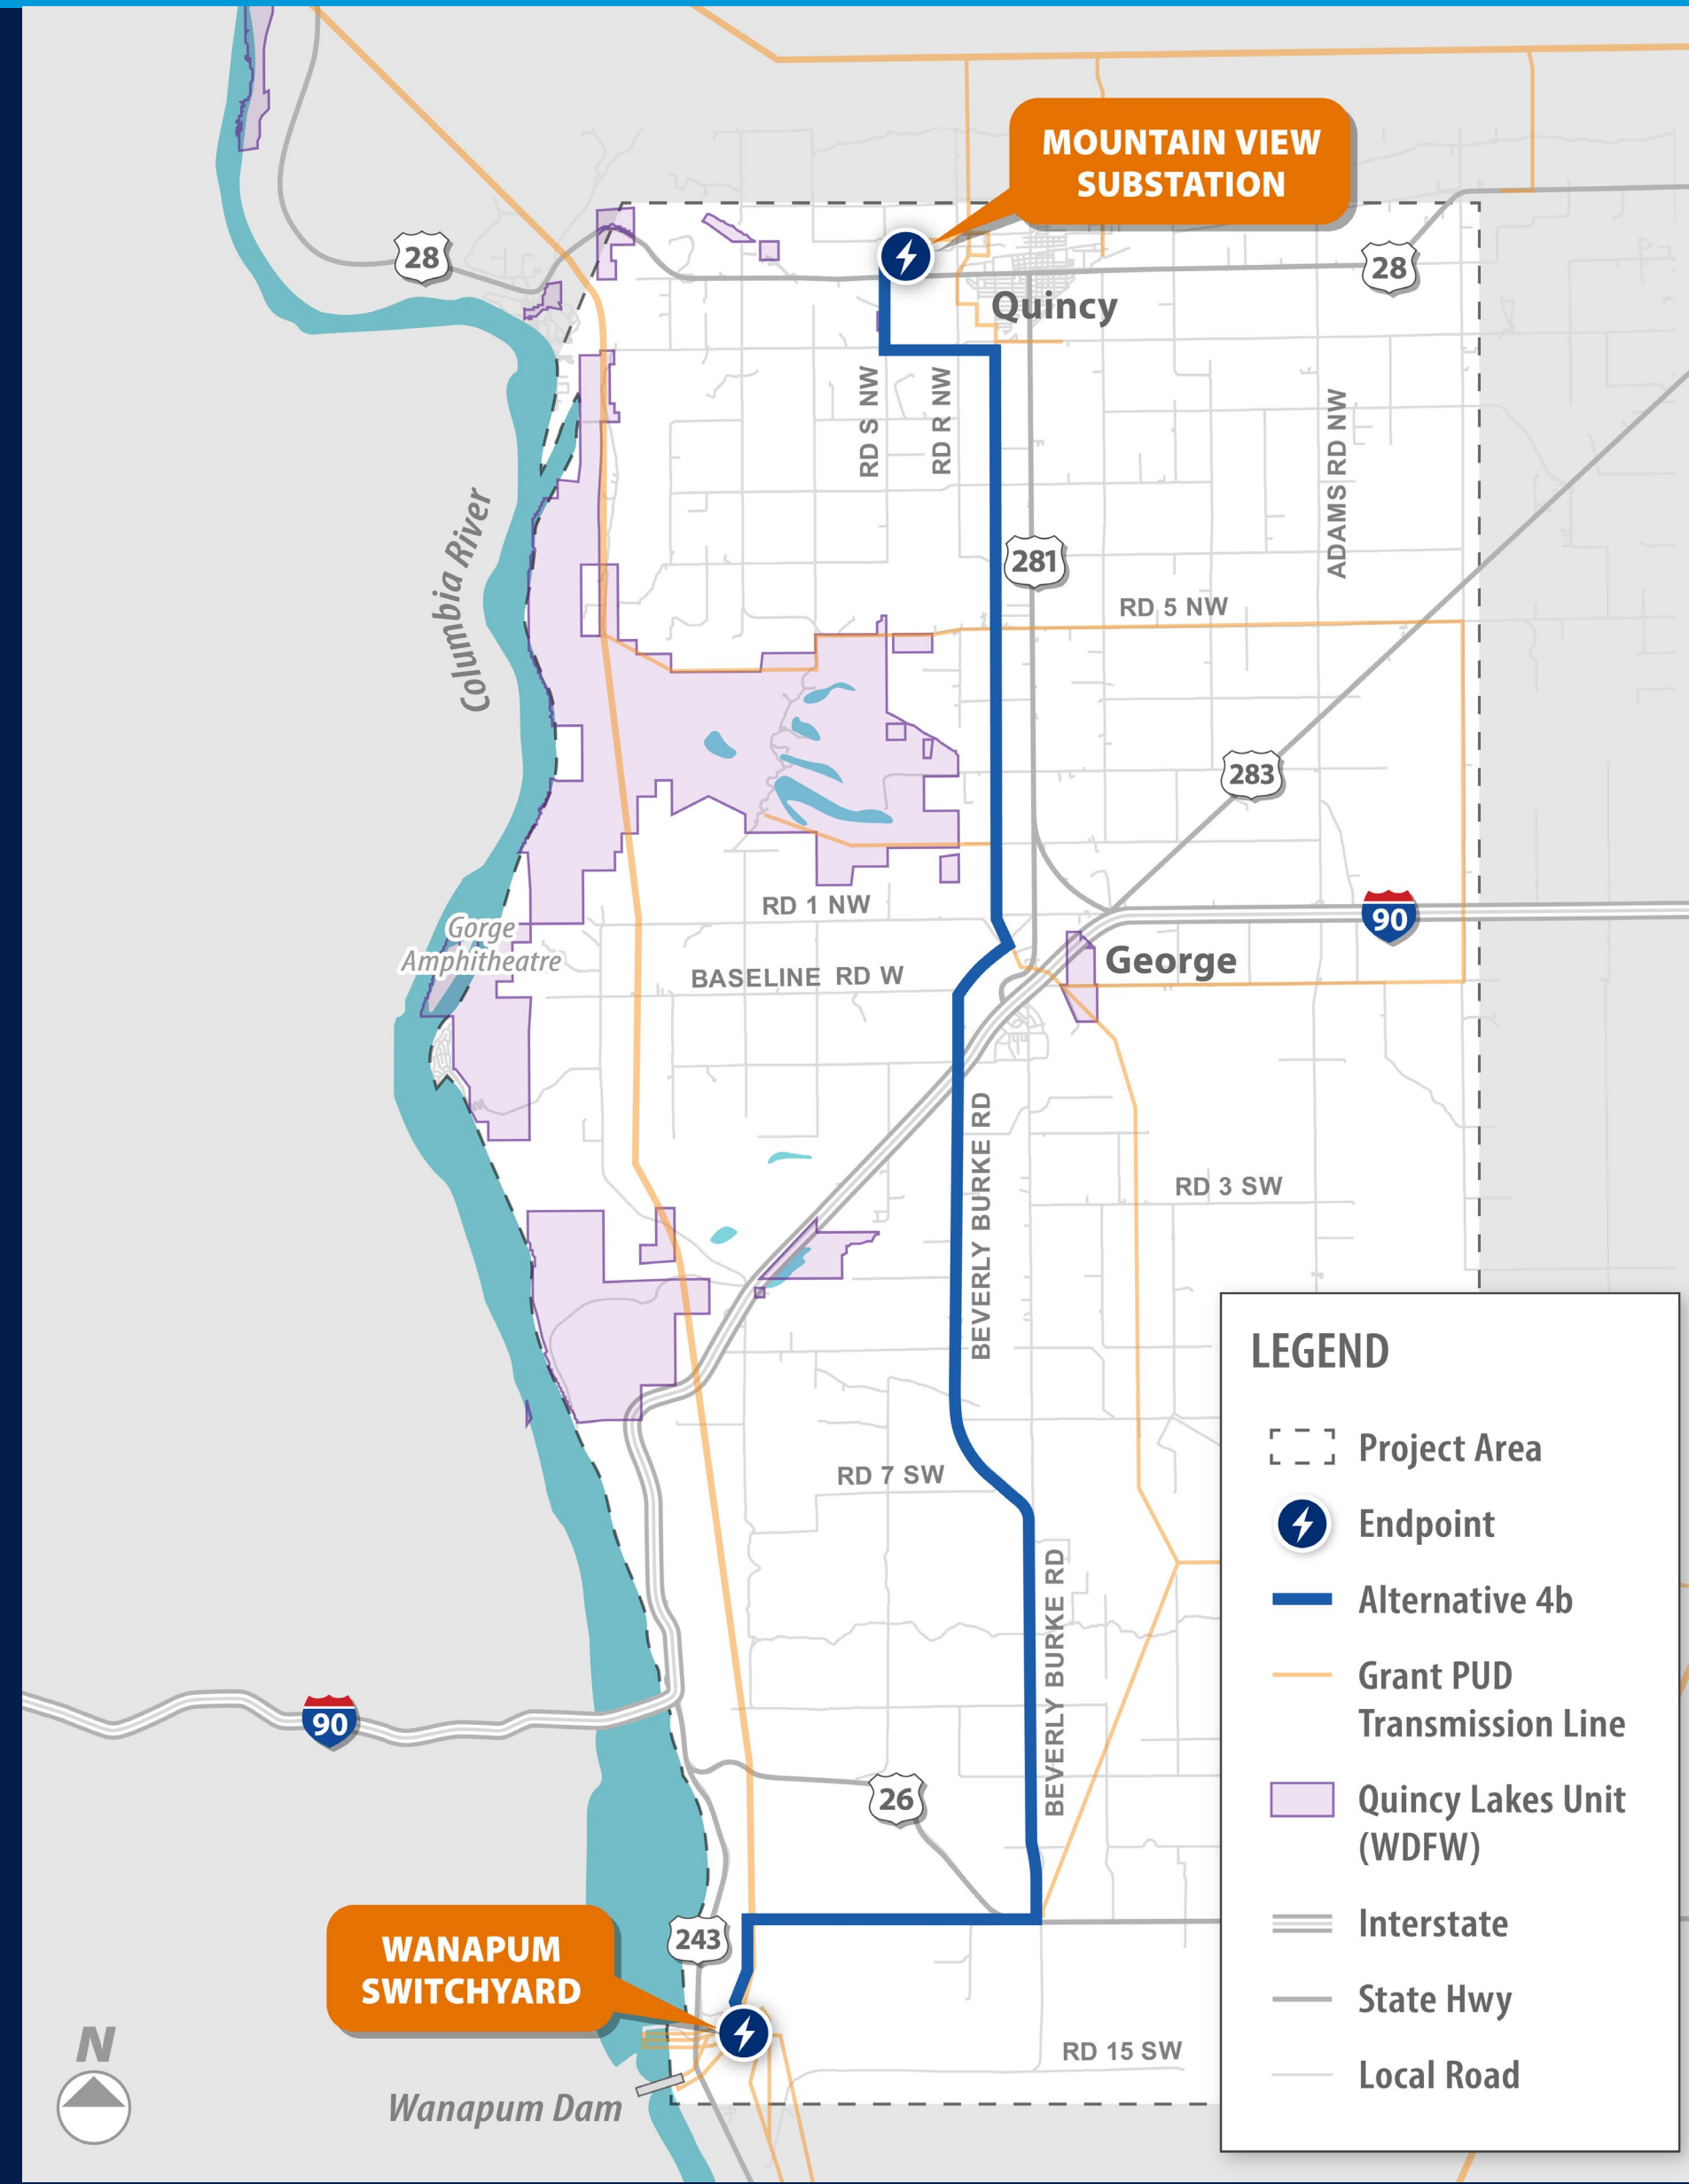 MOUNTAIN VIEW
SUBSTATION
28
28
Quincy
RD S NW
RD R NW
ADAMS RD NW
Columbia River
281
RD 5 NW
283
RD 1 NW
90
Gorge
Amphitheatre
George
BASELINE RD W
BEVERLY BURKE RD
RD 3 SW
LEGEND
Project Area
Endpoint
Alternative 4b
Grant PUD
Transmission Line
Quincy Lakes Unit
(WDFW)
Interstate
State Hwy
Local Road
RD 7 SW
BEVERLY BURKE RD
90
26
243
WANAPUM
SWITCHYARD
RD 15 SW
N
Wanapum Dam